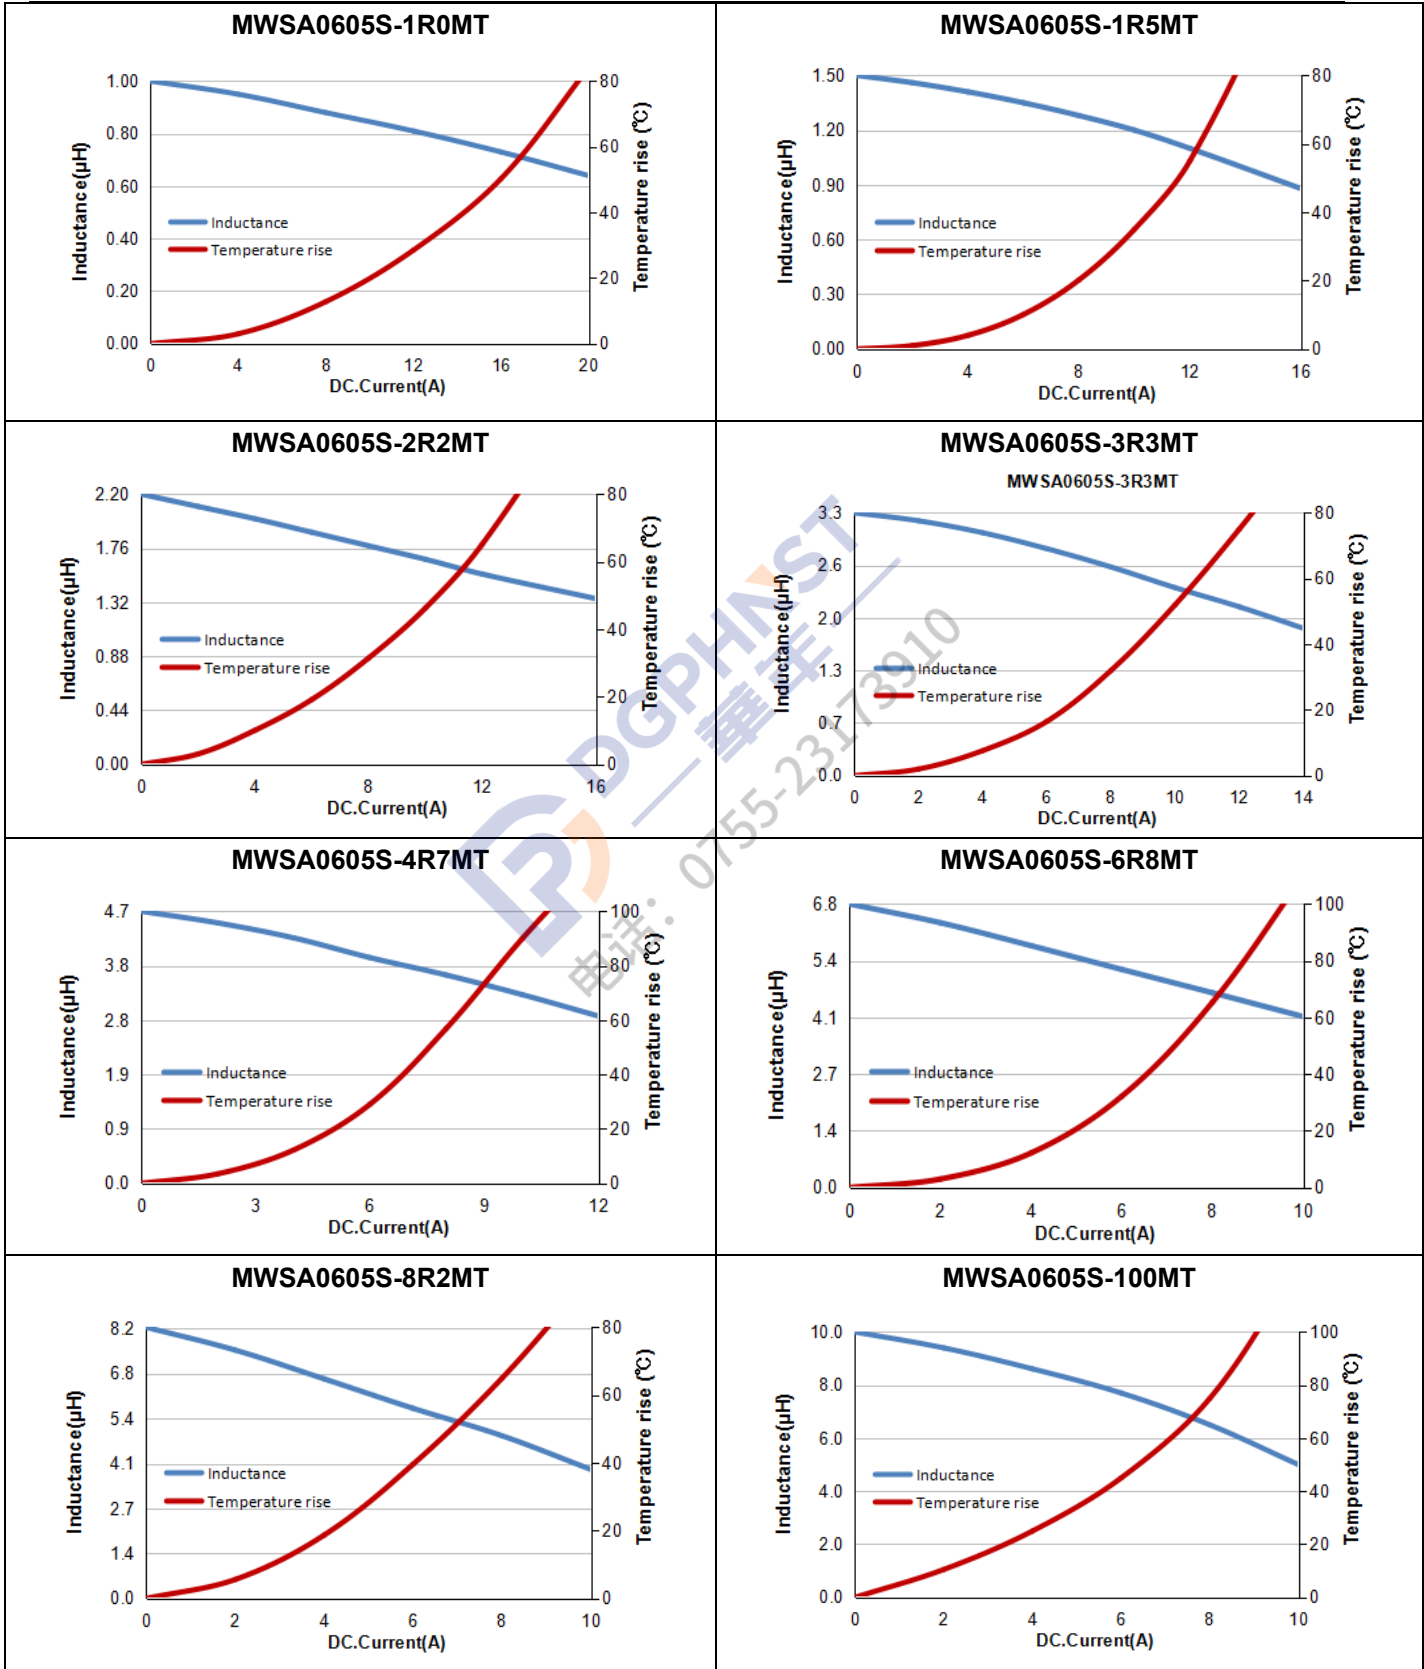 MWSA0605S-1R0MT
1.00
0.80
0.60
0.40
0.20
0.00
Inductance(μH)
Inductance
Temperature rise
80
60
40
20
0
Temperature rise (℃)
0 4 8 12 16 20
DC.Current(A)
MWSA0605S-1R5MT
1.50
1.20
0.90
0.60
0.30
0.00
Inductance(μH)
Inductance
Temperature rise
80
60
40
20
0
Temperature rise (℃)
0 4 8 12 16
DC.Current(A)
MWSA0605S-2R2MT
2.20
1.76
1.32
0.88
0.44
0.00
Inductance(μH)
Inductance
Temperature rise
80
60
40
20
0
Temperature rise (℃)
0 4 8 12 16
DC.Current(A)
MWSA0605S-3R3MT
MWSA0605S-3R3MT
3.3
2.6
2.0
1.3
0.7
0.0
Inductance(μH)
Inductance
Temperature rise
80
60
40
20
0
Temperature rise (℃)
0 2 4 6 8 10 12 14
DC.Current(A)
DGPHNST
華羊
电话：0755-23173910
MWSA0605S-4R7MT
4.7
3.8
2.8
1.9
0.9
0.0
Inductance(μH)
Inductance
Temperature rise
100
80
60
40
20
0
Temperature rise (℃)
0 3 6 9 12
DC.Current(A)
MWSA0605S-6R8MT
6.8
5.4
4.1
2.7
1.4
0.0
Inductance(μH)
Inductance
Temperature rise
100
80
60
40
20
0
Temperature rise (℃)
0 2 4 6 8 10
DC.Current(A)
MWSA0605S-8R2MT
8.2
6.8
5.4
4.1
2.7
1.4
0.0
Inductance(μH)
Inductance
Temperature rise
80
60
40
20
0
Temperature rise (℃)
0 2 4 6 8 10
DC.Current(A)
MWSA0605S-100MT
10.0
8.0
6.0
4.0
2.0
0.0
Inductance(μH)
Inductance
Temperature rise
100
80
60
40
20
0
Temperature rise (℃)
0 2 4 6 8 10
DC.Current(A)